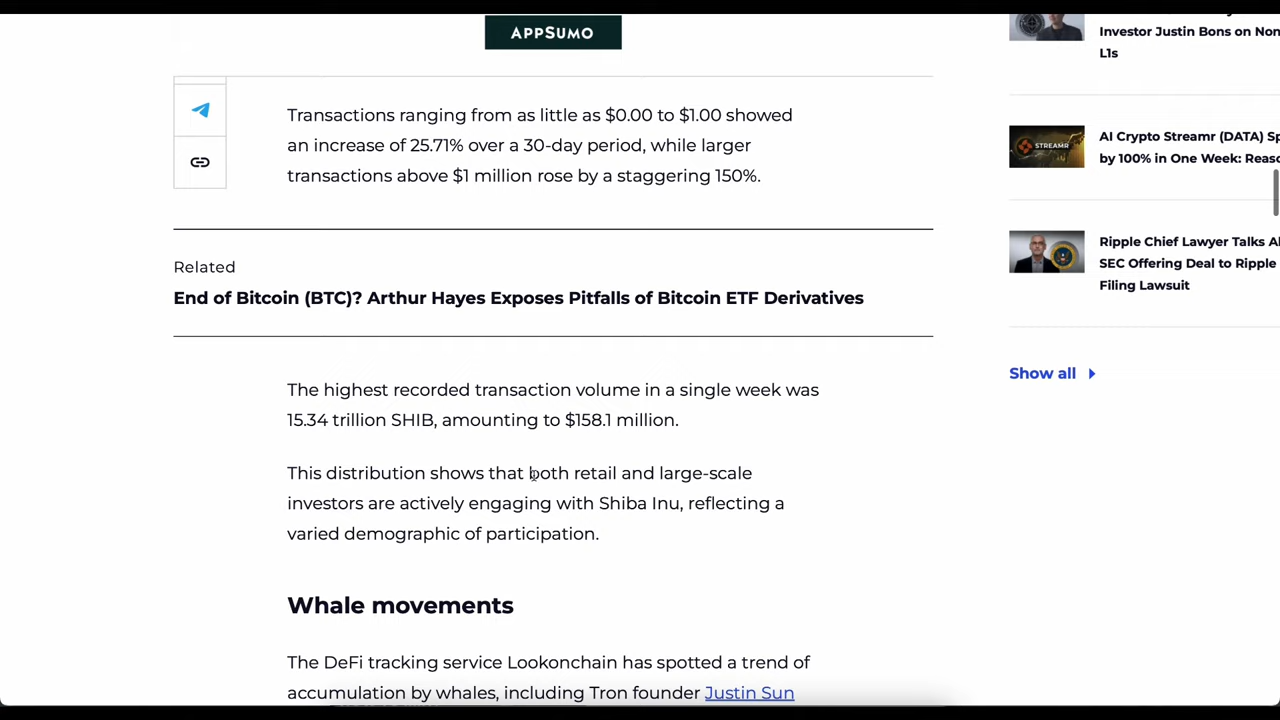 APPSUMO
Transactions ranging from as little as $0.00 to $1.00 showed
an increase of 25.71% over a 30-day period, while larger
transactions above $1 million rose by a staggering 150%.
Related
End of Bitcoin (BTC)? Arthur Hayes Exposes Pitfalls of Bitcoin ETF Derivatives
The highest recorded transaction volume in a single week was
15.34 trillion SHIB, amounting to $158.1 million.
This distribution shows that both retail and large-scale
investors are actively engaging with Shiba Inu, reflecting a
varied demographic of participation.
Whale movements
The DeFi tracking service Lookonchain has spotted a trend of
accumulation by whales, including Tron founder Justin Sun
Investor Justin Bons on Non
L1s
STREAMR
AI Crypto Streamr (DATA) Sp
by 100% in One Week: Reaso
Ripple Chief Lawyer Talks Al
SEC Offering Deal to Ripple
Filing Lawsuit
Show all